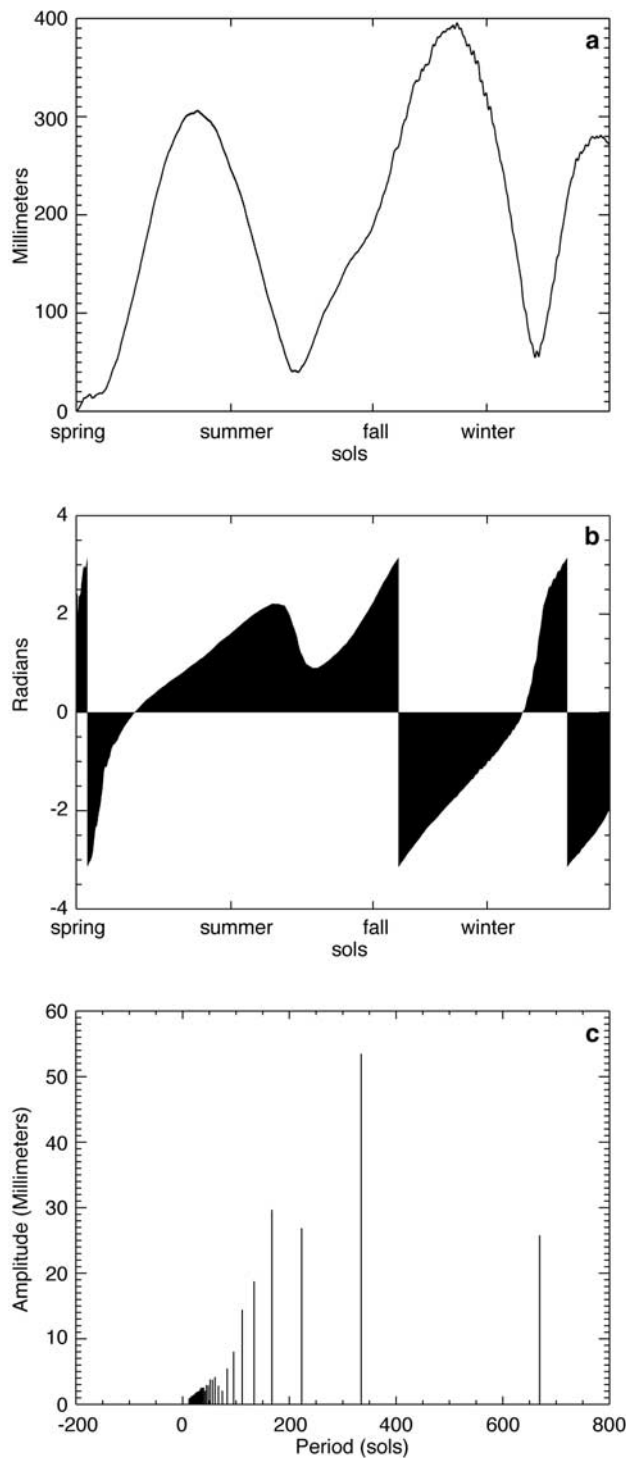 a
400
300
200
100
0
Millimeters
spring summer fall winter
sols
b
4
2
0
-2
-4
Radians
spring summer fall winter
sols
c
60
50
40
30
20
10
0
Amplitude (Millimeters)
-200 0 200 400 600 800
Period (sols)